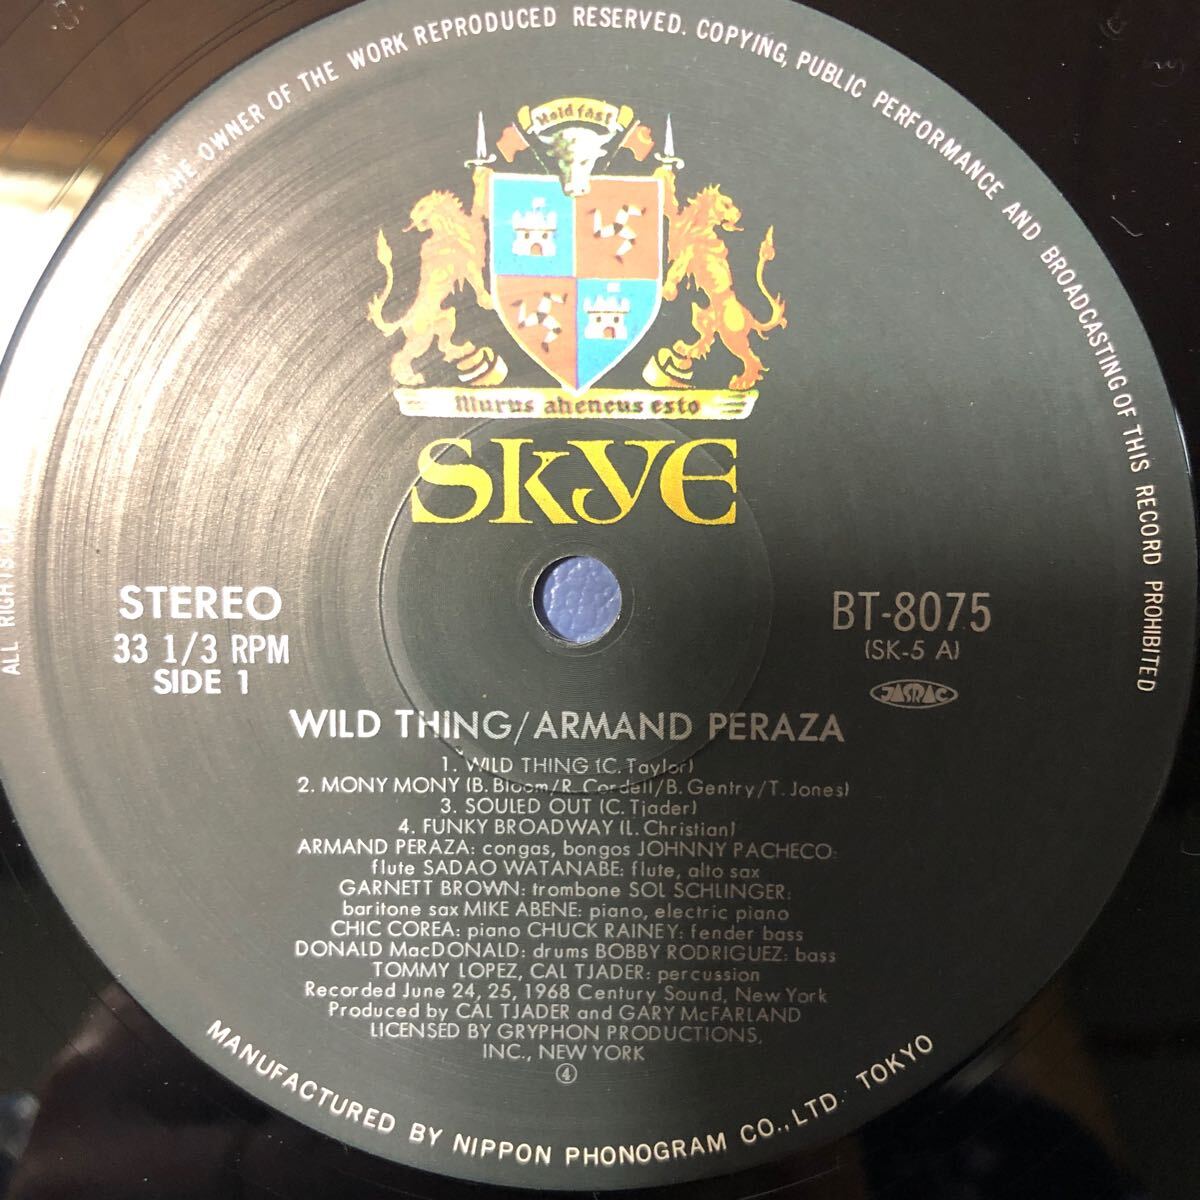 ALL RIGHTS OF THE OWNER OF THE WORK REPRODUCED RESERVED. COPYING, PUBLIC PERFORMANCE AND BROADCASTING OF THIS RECORD PROHIBITED
Hold fast
Murus aheneus esto
SKYE
STEREO
33 1/3 RPM
SIDE 1
BT-8075
(SK-5 A)
JASRAC
WILD THING/ARMAND PERAZA
1. WILD THING (C. Taylor)
2. MONY MONY (B. Bloom/R. Cordell/B. Gentry/T. Jones)
3. SOULED OUT (C. Tjader)
4. FUNKY BROADWAY (L. Christian)
ARMAND PERAZA: congas, bongos JOHNNY PACHECO:
flute SADAO WATANABE: flute, alto sax
GARNETT BROWN: trombone SOL SCHLINGER:
baritone sax MIKE ABENE: piano, electric piano
CHIC COREA: piano CHUCK RAINEY: fender bass
DONALD MacDONALD: drums BOBBY RODRIGUEZ: bass
TOMMY LOPEZ, CAL TJADER: percussion
Recorded June 24, 25, 1968 Century Sound, New York
Produced by CAL TJADER and GARY McFARLAND
LICENSED BY GRYPHON PRODUCTIONS,
INC., NEW YORK
④
MANUFACTURED BY NIPPON PHONOGRAM CO., LTD. TOKYO